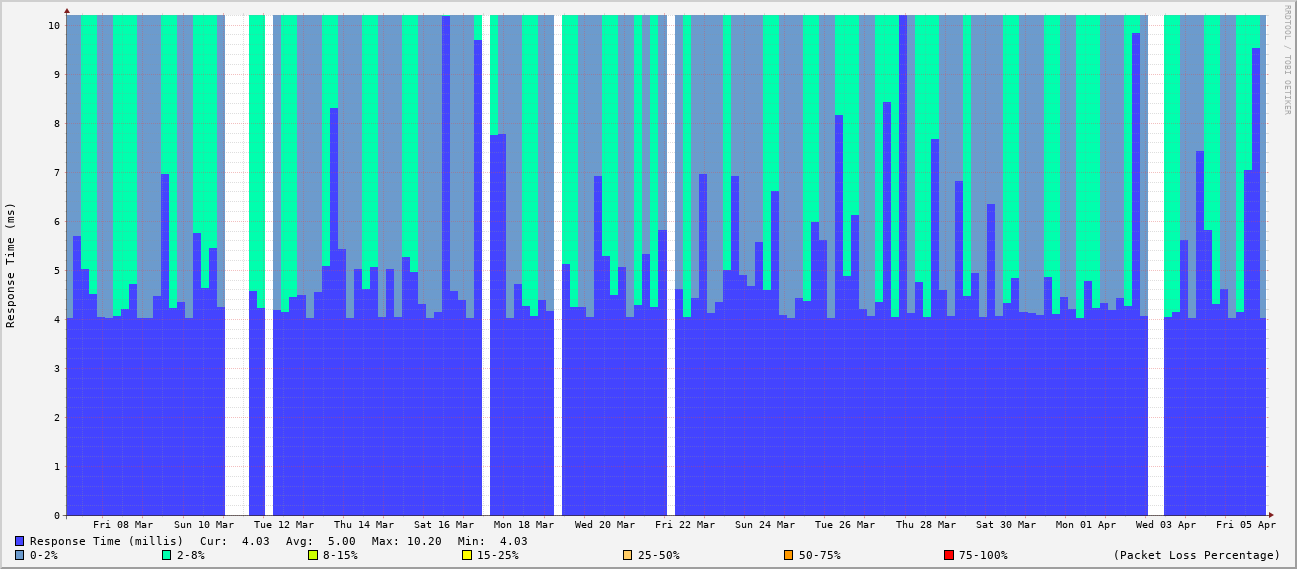 RRDTOOL / TOBI OETIKER
Response Time (ms)
10
9
8
7
6
5
4
3
2
1
0
Fri 08 Mar Sun 10 Mar Tue 12 Mar Thu 14 Mar Sat 16 Mar Mon 18 Mar Wed 20 Mar Fri 22 Mar Sun 24 Mar Tue 26 Mar Thu 28 Mar Sat 30 Mar Mon 01 Apr Wed 03 Apr Fri 05 Apr
Response Time (millis) Cur: 4.03 Avg: 5.00 Max: 10.20 Min: 4.03
0-2% 2-8% 8-15% 15-25% 25-50% 50-75% 75-100% (Packet Loss Percentage)